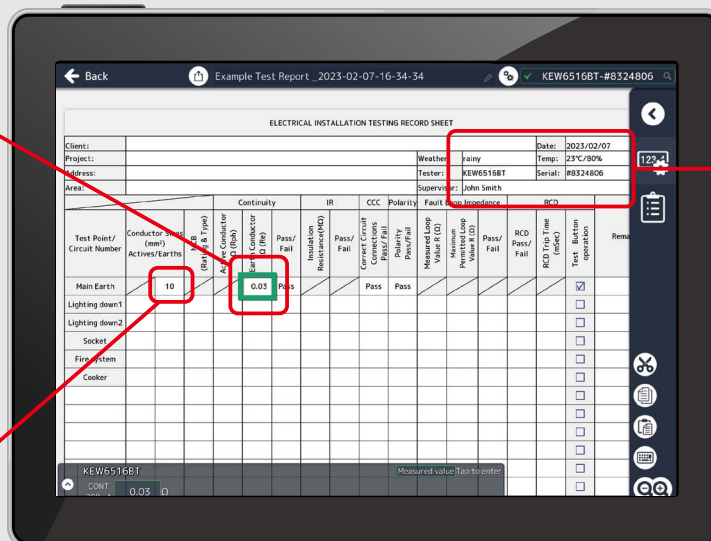 Back
Example Test Report _2023-02-07-16-34-34
KEW6516BT-#8324806
ELECTRICAL INSTALLATION TESTING RECORD SHEET
Client:
Date: 2023/02/07
Project:
Weather rainy
Temp: 23℃/80%
Address:
Tester: KEW6516BT
Serial: #8324806
Area:
Supervisor: John Smith
Continuity IR CCC Polarity Fault Loop Impedance RCD
Test Point/
Circuit Number
Conductor Sizes
(mm²)
Actives/Earths
MCB
(Rating & Type)
Active Conductor
Ω (Rph)
Earth Conductor
Ω (Re)
Pass/
Fail
Insulation
Resistance(MΩ)
Pass/
Fail
Correct Circuit
Connections
Pass/ Fail
Polarity
Pass/Fail
Measured Loop
Value R (Ω)
Maximum
Permitted Loop
Value R (Ω)
Pass/
Fail
RCD
Pass/
Fail
RCD Trip Time
(mSec)
Test Button
operation
Rema
Main Earth 10 0.03 Pass Pass Pass
Lighting down1
Lighting down2
Socket
Fire system
Cooker
KEW6516BT
Measured value Tap to enter
CONT
0.03 Ω